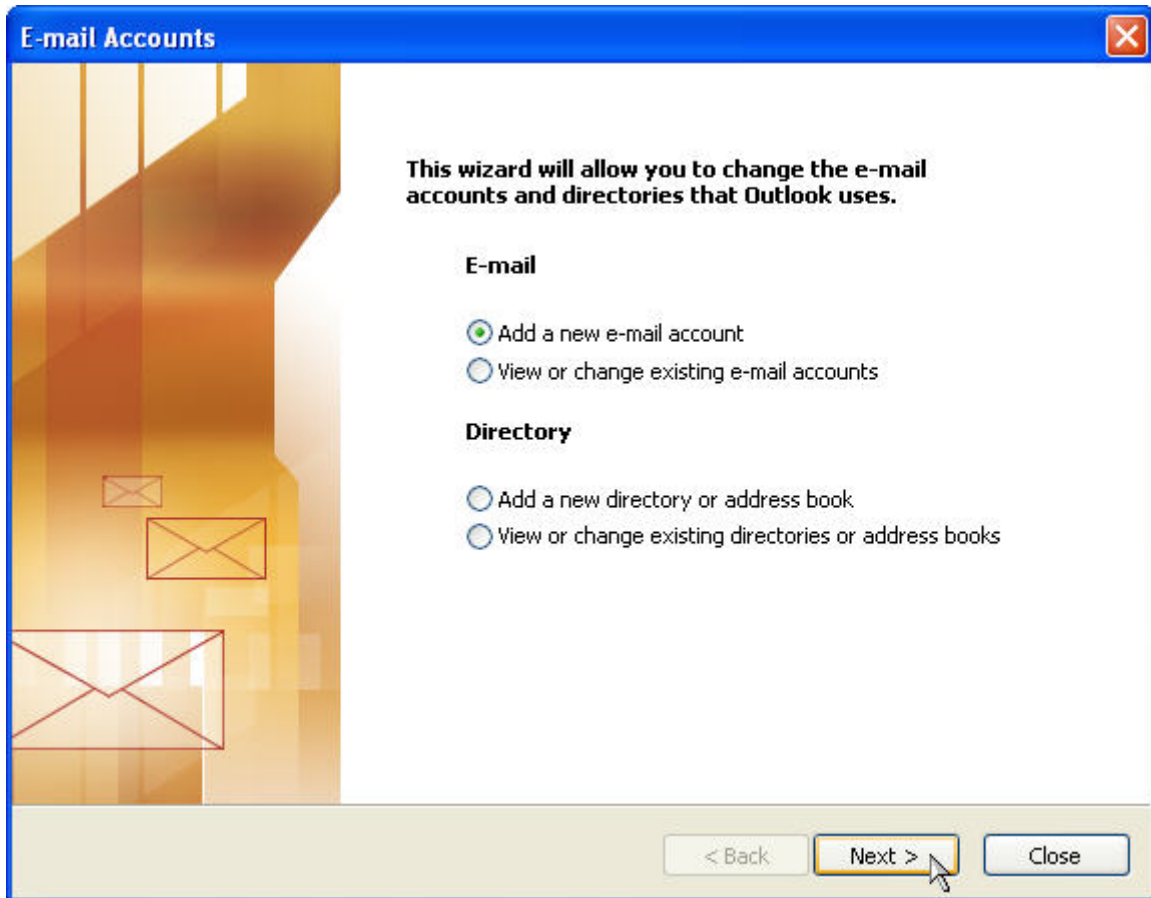 E-mail Accounts
This wizard will allow you to change the e-mail
accounts and directories that Outlook uses.
E-mail
Add a new e-mail account
View or change existing e-mail accounts
Directory
Add a new directory or address book
View or change existing directories or address books
< Back
Next >
Close